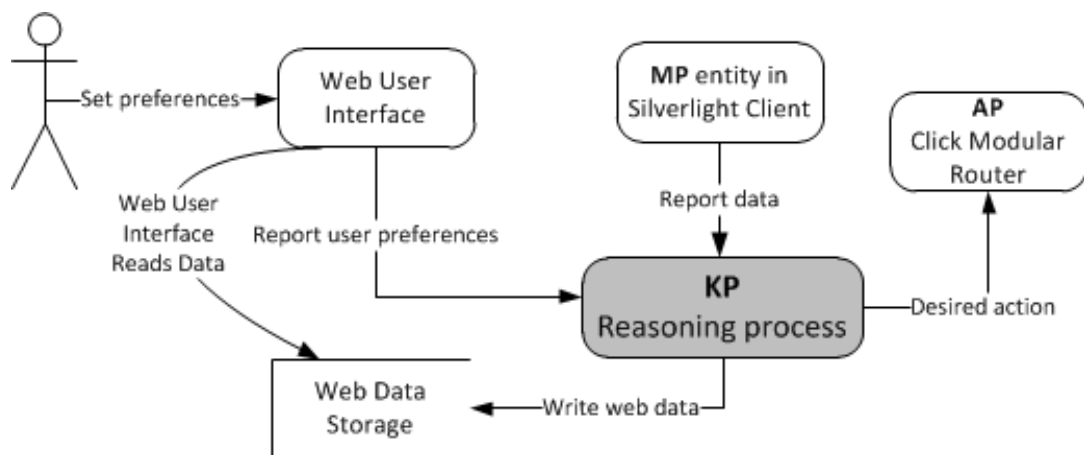 Set preferences
Web User
Interface
MP entity in
Silverlight Client
AP
Click Modular
Router
Web User
Interface
Reads Data
Report user preferences
Report data
KP
Reasoning process
Desired action
Web Data
Storage
Write web data